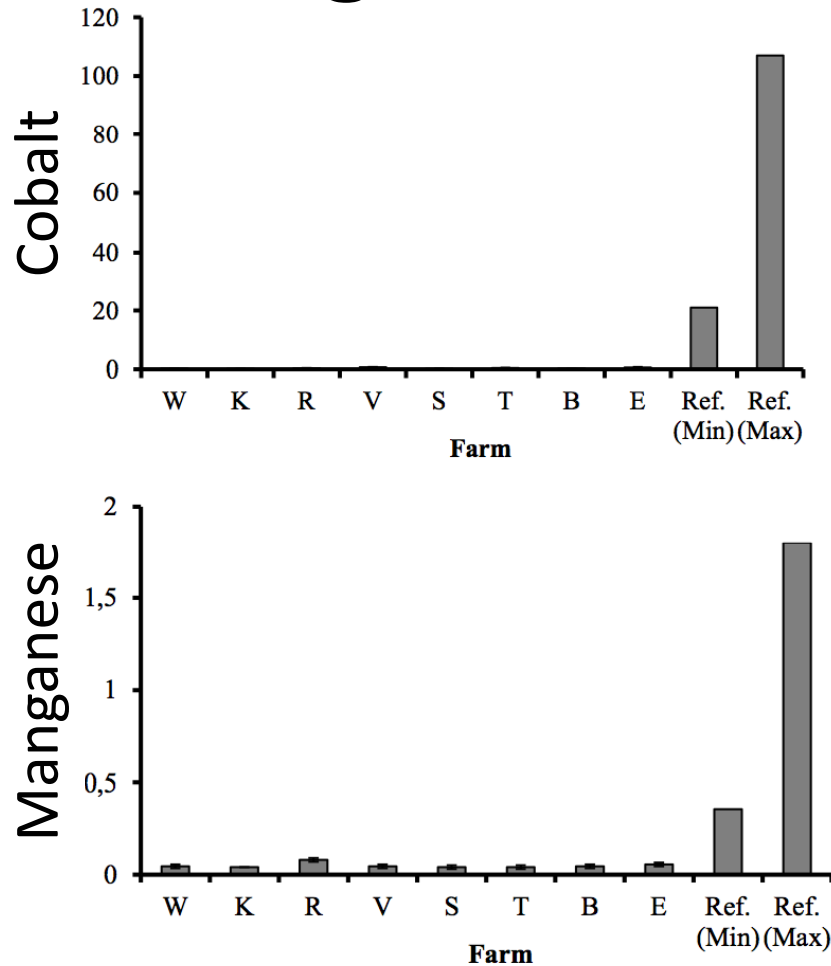 Cobalt
120
100
80
60
40
20
0
W K R V S T B E Ref. Ref.
(Min) (Max)
Farm
Manganese
2
1,5
1
0,5
0
W K R V S T B E Ref. Ref.
(Min) (Max)
Farm